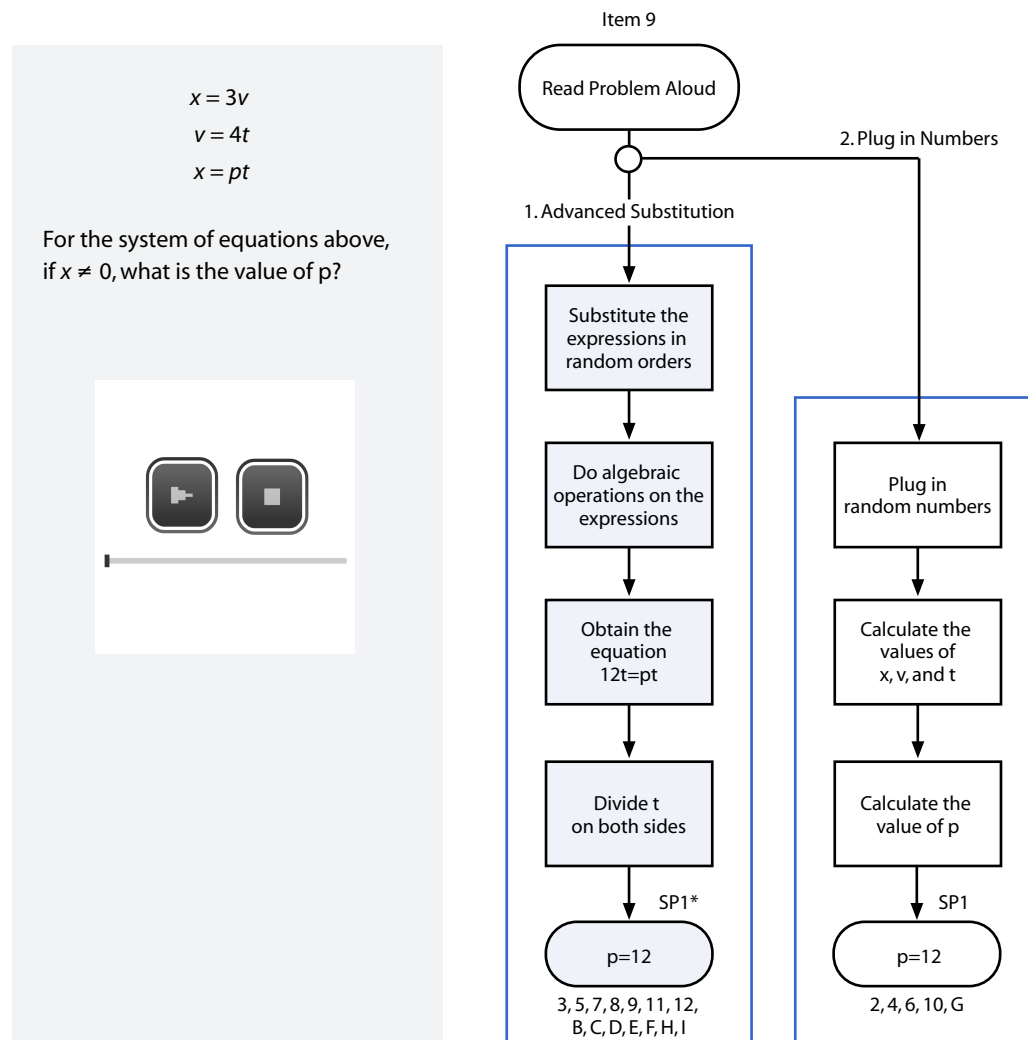 Item 9
x = 3v
v = 4t
x = pt
For the system of equations above,
if x ≠ 0, what is the value of p?
Read Problem Aloud
2. Plug in Numbers
1. Advanced Substitution
Substitute the
expressions in
random orders
Do algebraic
operations on the
expressions
Obtain the
equation
12t=pt
Divide t
on both sides
SP1*
p=12
3, 5, 7, 8, 9, 11, 12,
B, C, D, E, F, H, I
Plug in
random numbers
Calculate the
values of
x, v, and t
Calculate the
value of p
SP1
p=12
2, 4, 6, 10, G